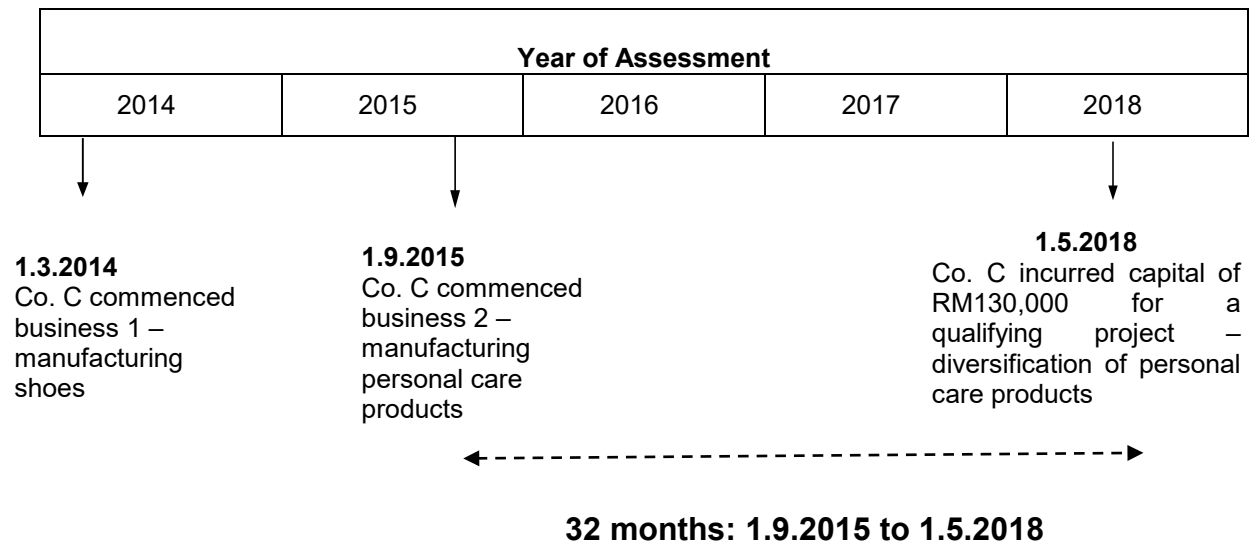 Year of Assessment
2014 2015 2016 2017 2018
1.3.2014
Co. C commenced
business 1 –
manufacturing
shoes
1.9.2015
Co. C commenced
business 2 –
manufacturing
personal care
products
1.5.2018
Co. C incurred capital of
RM130,000 for a
qualifying project –
diversification of personal
care products
32 months: 1.9.2015 to 1.5.2018